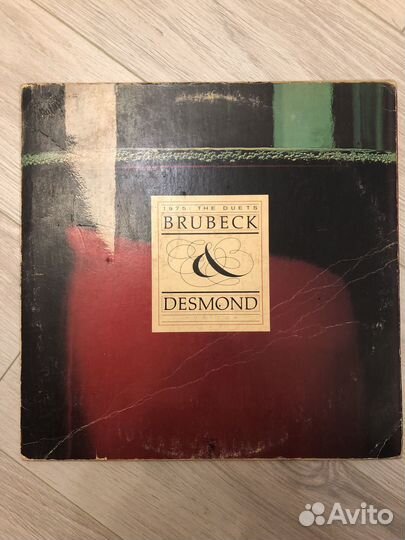 1975: THE DUETS
BRUBECK
&
DESMOND
Avito